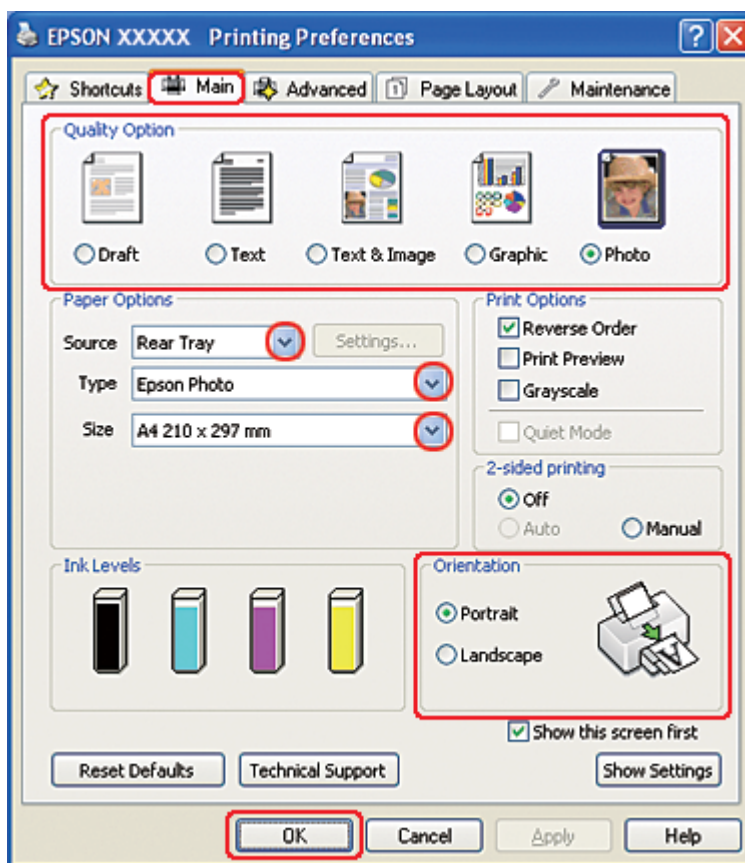 EPSON XXXXX Printing Preferences
Shortcuts Main Advanced Page Layout Maintenance
Quality Option
Draft Text Text & Image Graphic Photo
Paper Options
Source Rear Tray Settings...
Type Epson Photo
Size A4 210 x 297 mm
Print Options
Reverse Order
Print Preview
Grayscale
Quiet Mode
2-sided printing
Off
Auto Manual
Ink Levels
Orientation
Portrait
Landscape
Show this screen first
Reset Defaults Technical Support Show Settings
OK Cancel Apply Help